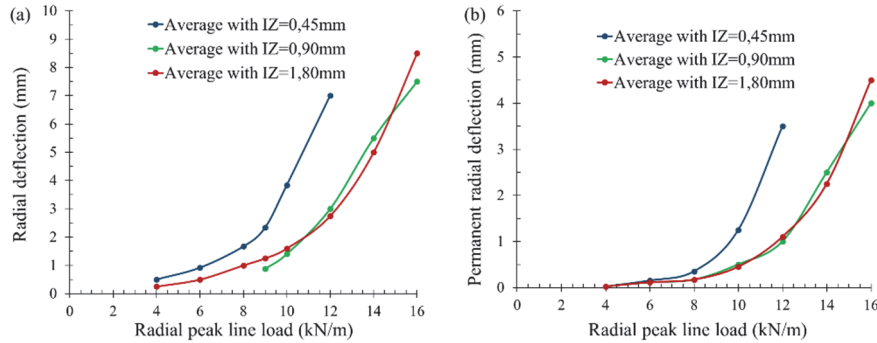 (a)
Average with IZ=0,45mm
Average with IZ=0,90mm
Average with IZ=1,80mm
Radial deflection (mm)
10
9
8
7
6
5
4
3
2
1
0
0 2 4 6 8 10 12 14 16
Radial peak line load (kN/m)
(b)
Average with IZ=0,45mm
Average with IZ=0,90mm
Average with IZ=1,80mm
Permanent radial deflection (mm)
6
5
4
3
2
1
0
0 2 4 6 8 10 12 14 16
Radial peak line load (kN/m)